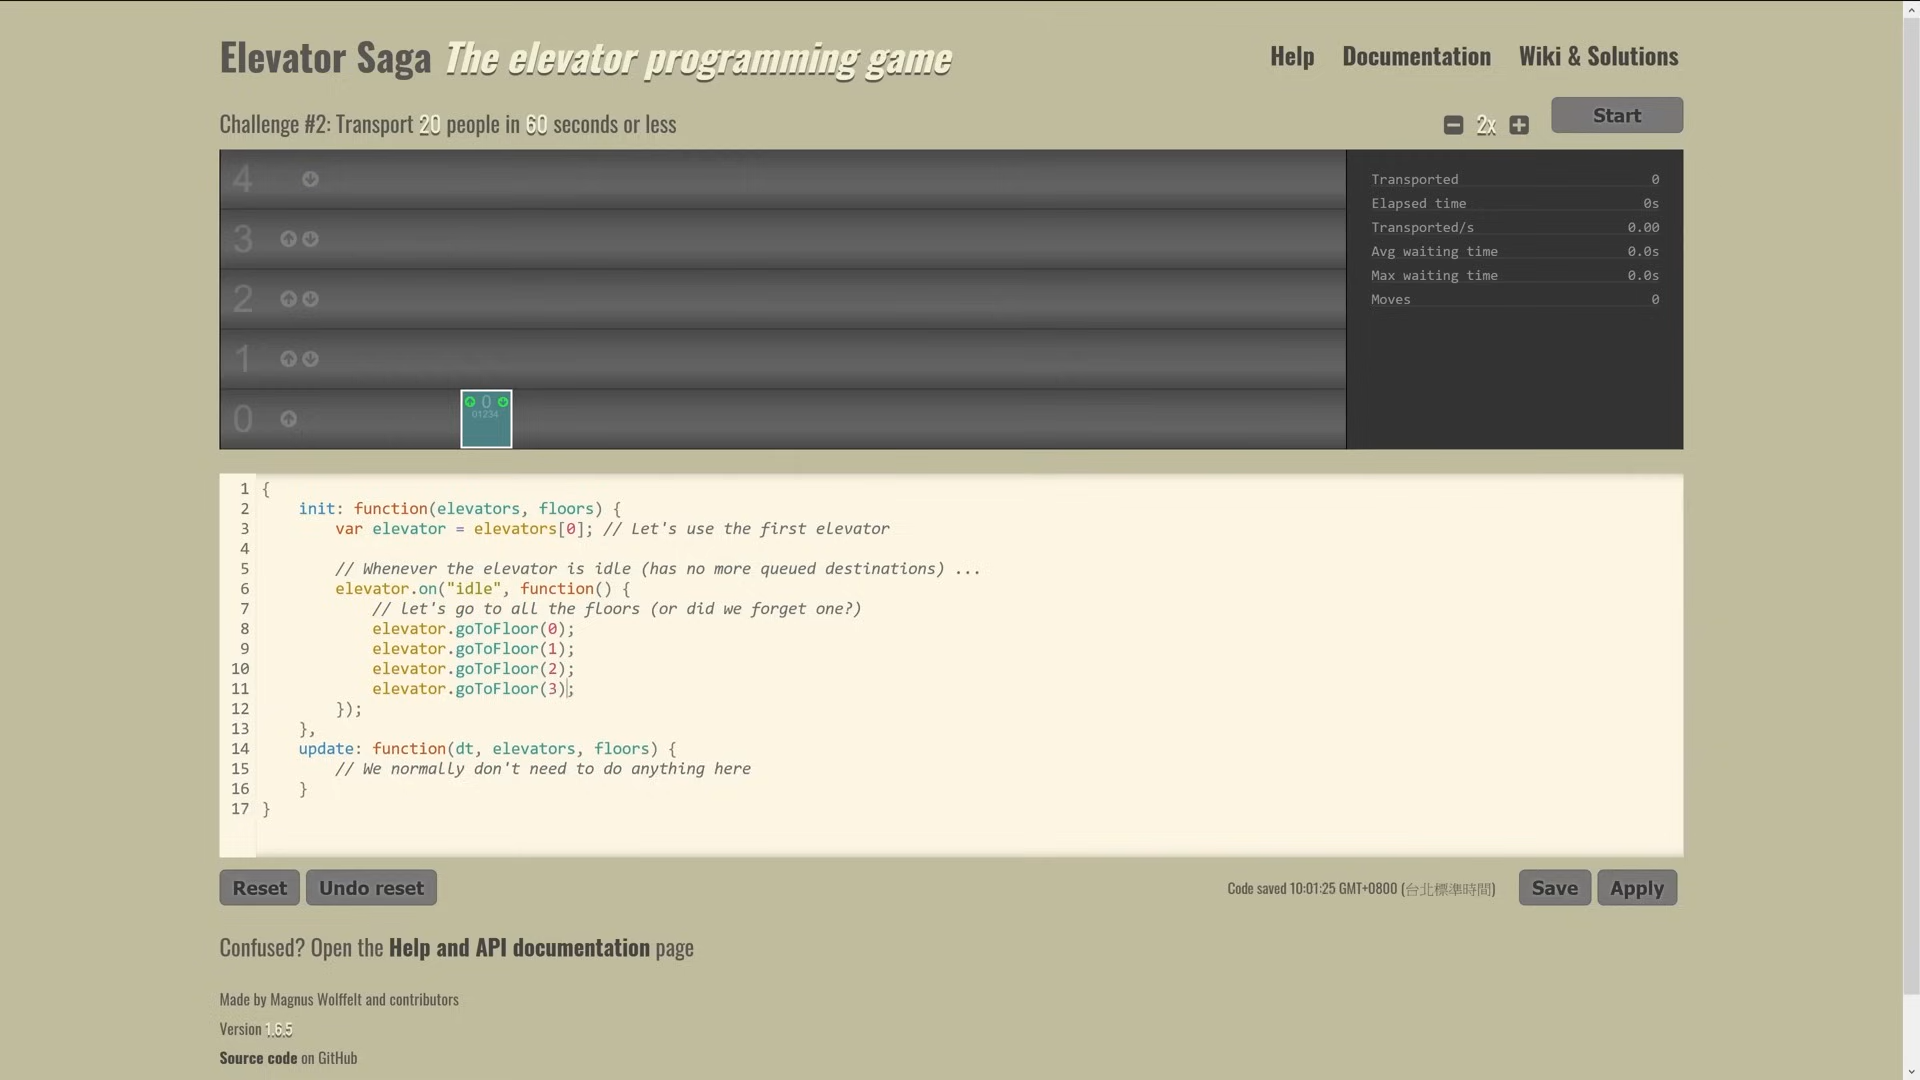 Elevator Saga The elevator programming game
Help Documentation Wiki & Solutions
Challenge #2: Transport 20 people in 60 seconds or less
2x
Start
4
3
2
1
0
0
01234
Transported 0
Elapsed time 0s
Transported/s 0.00
Avg waiting time 0.0s
Max waiting time 0.0s
Moves 0
1 {
2 init: function(elevators, floors) {
3 var elevator = elevators[0]; // Let's use the first elevator
4
5 // Whenever the elevator is idle (has no more queued destinations) ...
6 elevator.on("idle", function() {
7 // let's go to all the floors (or did we forget one?)
8 elevator.goToFloor(0);
9 elevator.goToFloor(1);
10 elevator.goToFloor(2);
11 elevator.goToFloor(3);
12 });
13 },
14 update: function(dt, elevators, floors) {
15 // We normally don't need to do anything here
16 }
17 }
Reset Undo reset Code saved 10:01:25 GMT+0800 (台北標準時間) Save Apply
Confused? Open the Help and API documentation page
Made by Magnus Wolffelt and contributors
Version 1.6.5
Source code on GitHub